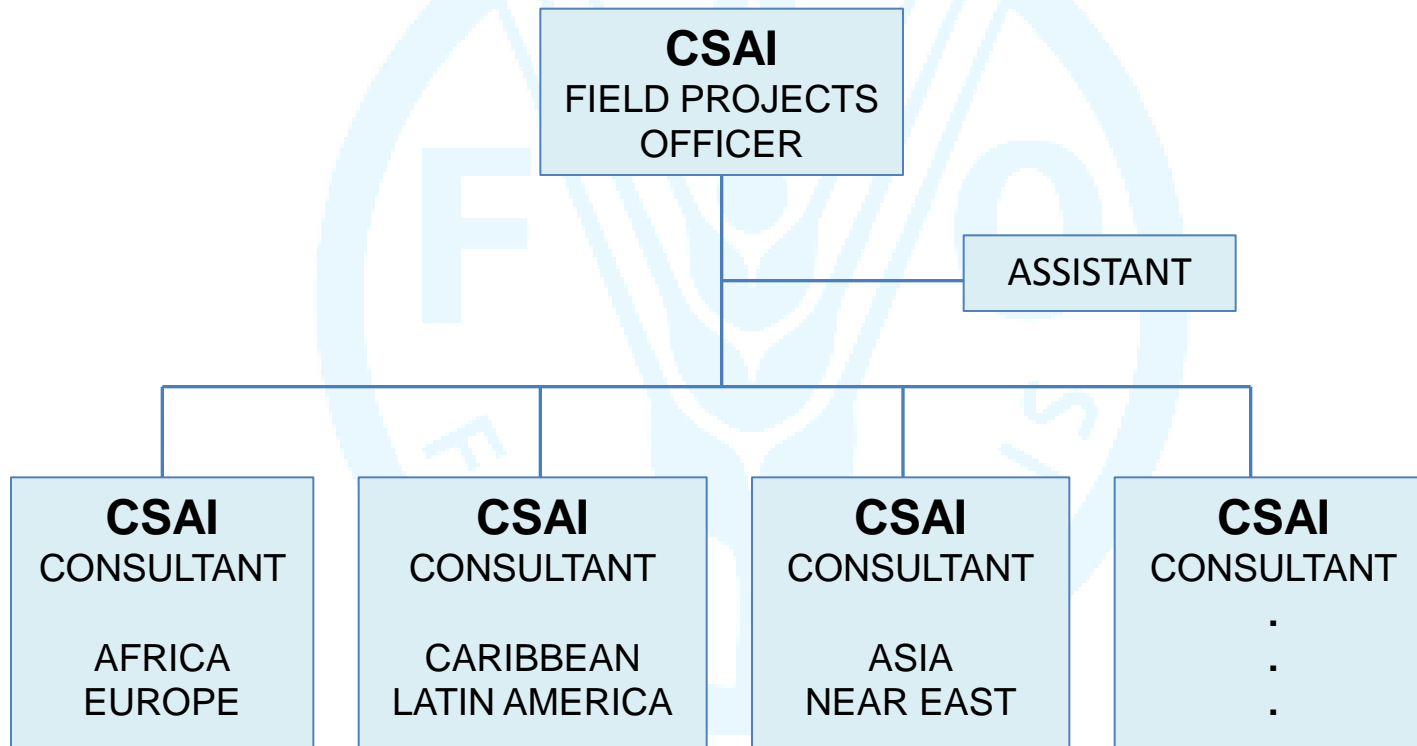 CSAI
FIELD PROJECTS
OFFICER
ASSISTANT
CSAI
CONSULTANT
AFRICA
EUROPE
CSAI
CONSULTANT
CARIBBEAN
LATIN AMERICA
CSAI
CONSULTANT
ASIA
NEAR EAST
CSAI
CONSULTANT
.
.
.
F O